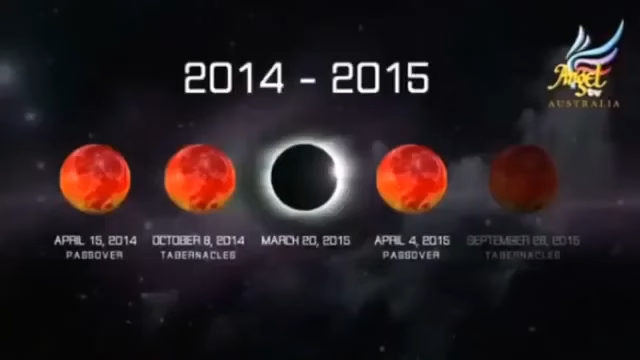 2014 - 2015
Angel
TV
AUSTRALIA
APRIL 15, 2014
PASSOVER
OCTOBER 8, 2014
TABERNACLES
MARCH 20, 2015
APRIL 4, 2015
PASSOVER
SEPTEMBER 28, 2015
TABERNACLES